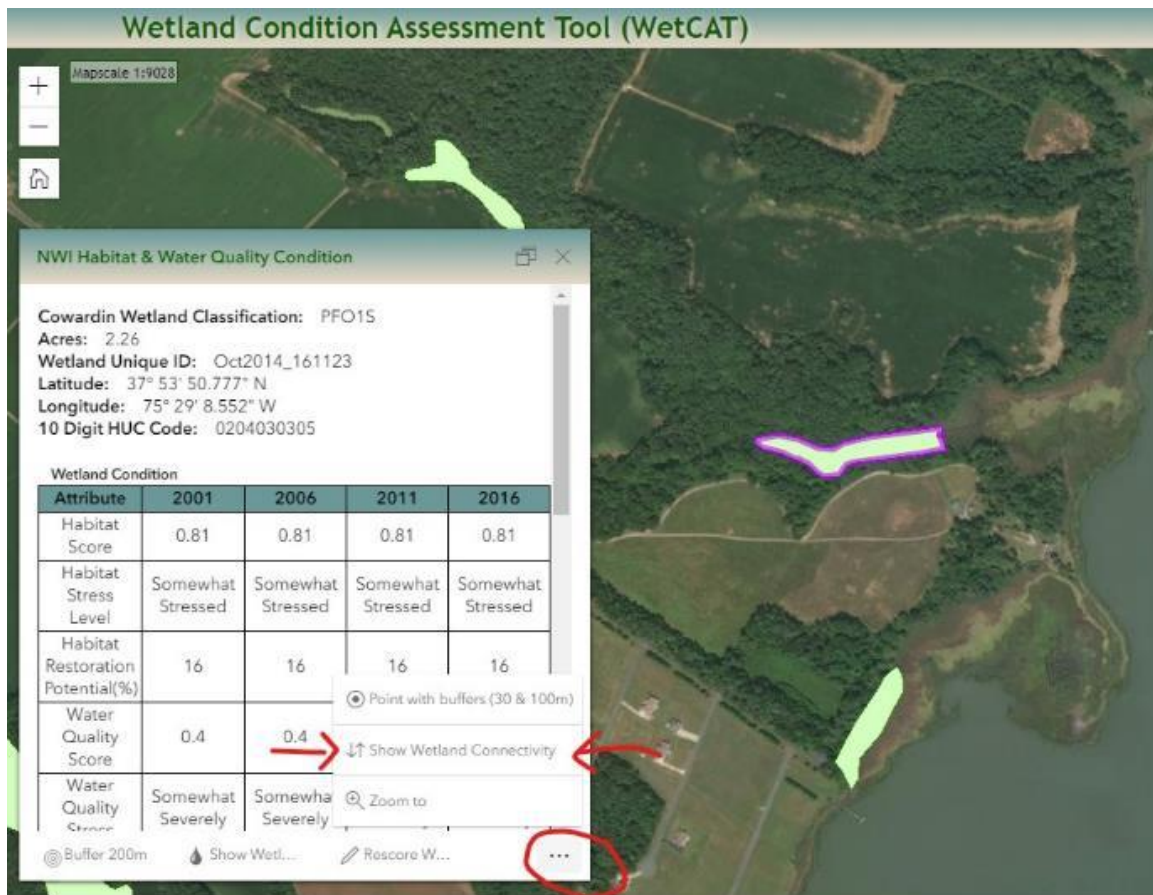 Wetland Condition Assessment Tool (WetCAT)
+
Mapscale 1:9028
−
NWI Habitat & Water Quality Condition
Cowardin Wetland Classification: PFO1S
Acres: 2.26
Wetland Unique ID: Oct2014_161123
Latitude: 37° 53' 50.777" N
Longitude: 75° 29' 8.552" W
10 Digit HUC Code: 0204030305
Wetland Condition
Attribute 2001 2006 2011 2016
Habitat
Score 0.81 0.81 0.81 0.81
Habitat
Stress
Level
Somewhat Somewhat Somewhat Somewhat
Stressed Stressed Stressed Stressed
Habitat
Restoration
Potential(%)
16 16 16 16
Water
Quality
Score
0.4 0.4
Water
Quality
Stress
Somewhat Somewha
Severely Severely
Point with buffers (30 & 100m)
Show Wetland Connectivity
Zoom to
Buffer 200m Show Wetl... Rescore W... ...